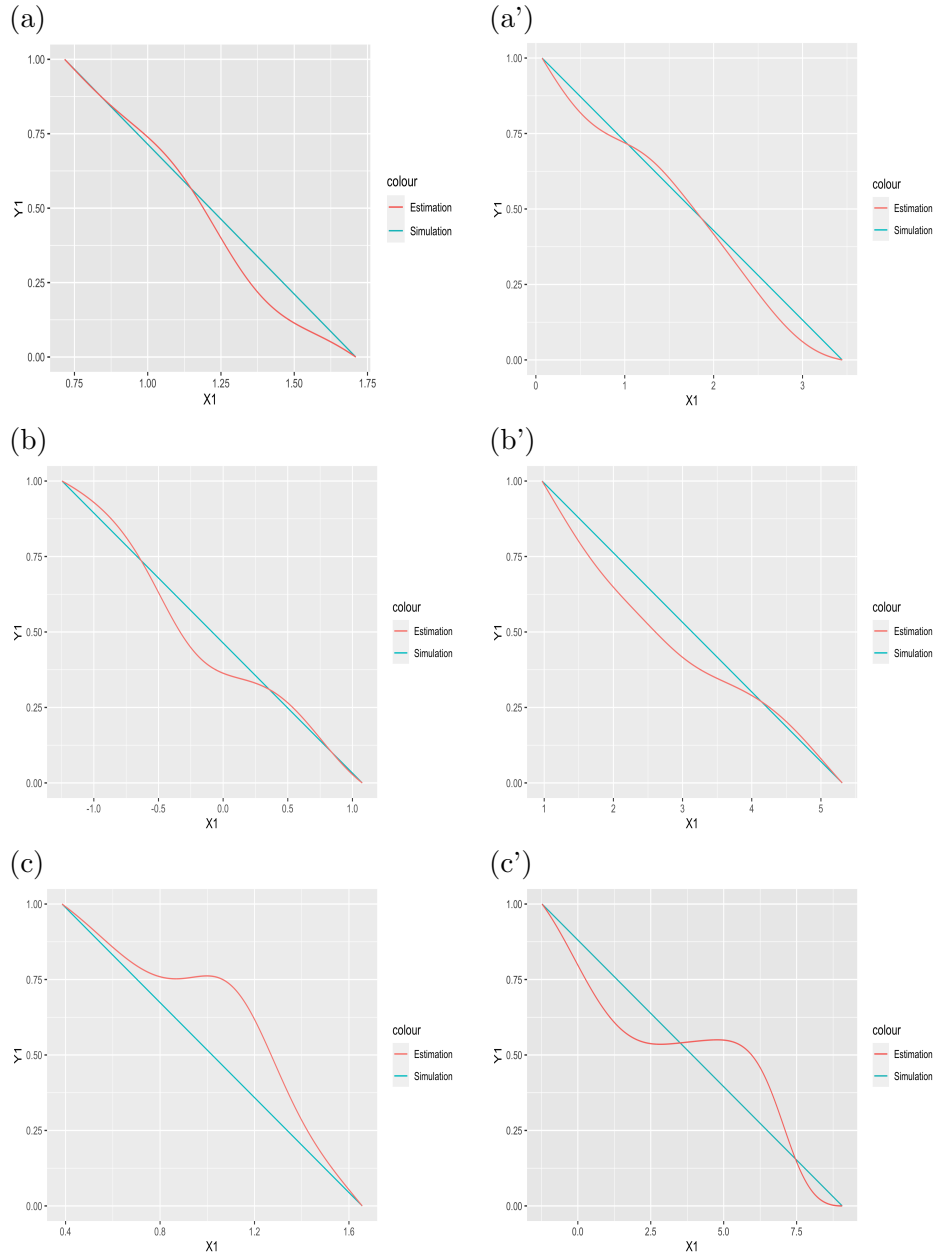 (a)
1.00
0.75
0.50
0.25
0.00
Y1
0.75 1.00 1.25 1.50 1.75
X1
colour
Estimation
Simulation
(a')
1.00
0.75
0.50
0.25
0.00
Y1
0 1 2 3
X1
colour
Estimation
Simulation
(b)
1.00
0.75
0.50
0.25
0.00
Y1
-1.0 -0.5 0.0 0.5 1.0
X1
colour
Estimation
Simulation
(b')
1.00
0.75
0.50
0.25
0.00
Y1
1 2 3 4 5
X1
colour
Estimation
Simulation
(c)
1.00
0.75
0.50
0.25
0.00
Y1
0.4 0.8 1.2 1.6
X1
colour
Estimation
Simulation
(c')
1.00
0.75
0.50
0.25
0.00
Y1
0.0 2.5 5.0 7.5
X1
colour
Estimation
Simulation